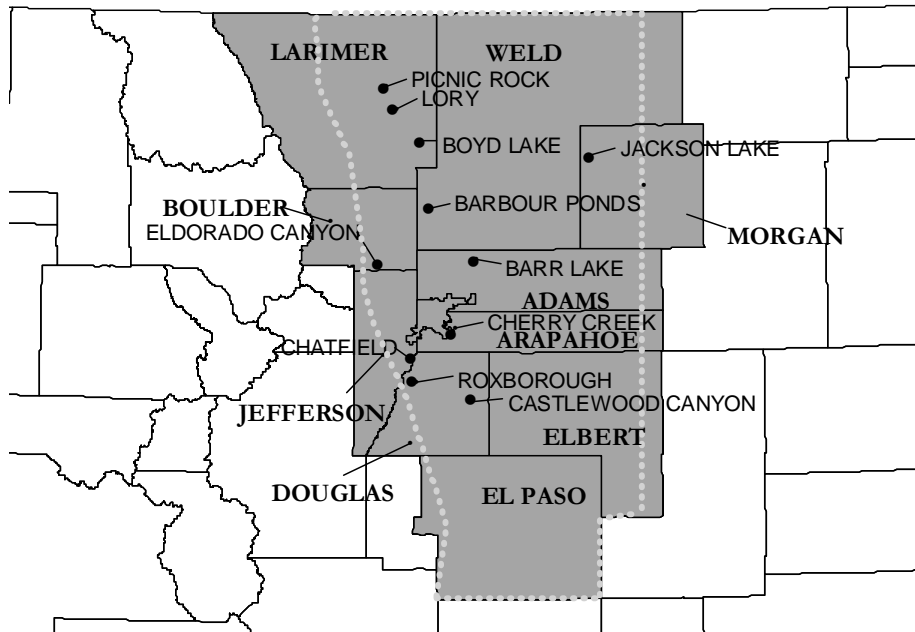 LARIMER
WELD
PICNIC ROCK
LORY
BOYD LAKE
JACKSON LAKE
BOULDER
BARBOUR PONDS
ELDORADO CANYON
MORGAN
BARR LAKE
ADAMS
CHERRY CREEK
ARAPAHOE
CHATFIELD
ROXBOROUGH
CASTLEWOOD CANYON
JEFFERSON
ELBERT
DOUGLAS
EL PASO